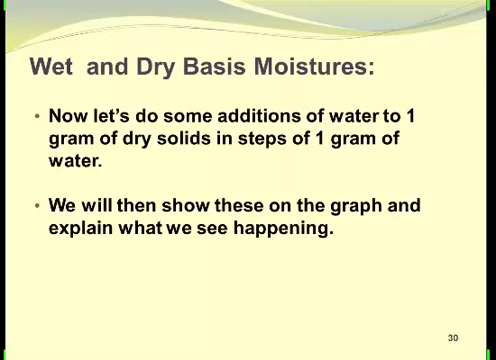 Wet and Dry Basis Moistures:
• Now let's do some additions of water to 1
gram of dry solids in steps of 1 gram of
water.
• We will then show these on the graph and
explain what we see happening.
30